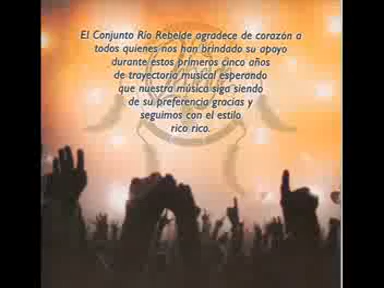 El Conjunto Río Rebelde agradece de corazón a
todos quienes nos han brindado su apoyo
durante estos primeros cinco años
de trayectoria musical esperando
que nuestra música siga siendo
de su preferencia gracias y
seguimos con el estilo
rico rico.